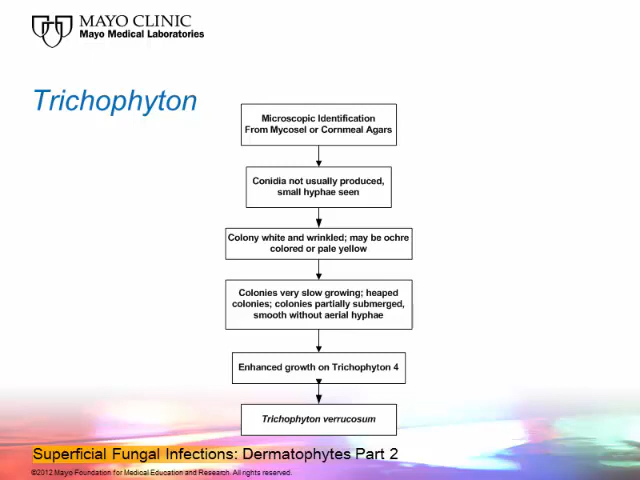 MAYO CLINIC
Mayo Medical Laboratories
Trichophyton
Microscopic Identification
From Mycosel or Cornmeal Agars
Conidia not usually produced,
small hyphae seen
Colony white and wrinkled; may be ochre
colored or pale yellow
Colonies very slow growing; heaped
colonies; colonies partially submerged,
smooth without aerial hyphae
Enhanced growth on Trichophyton 4
Trichophyton verrucosum
Superficial Fungal Infections: Dermatophytes Part 2
©2012 Mayo Foundation for Medical Education and Research. All rights reserved.